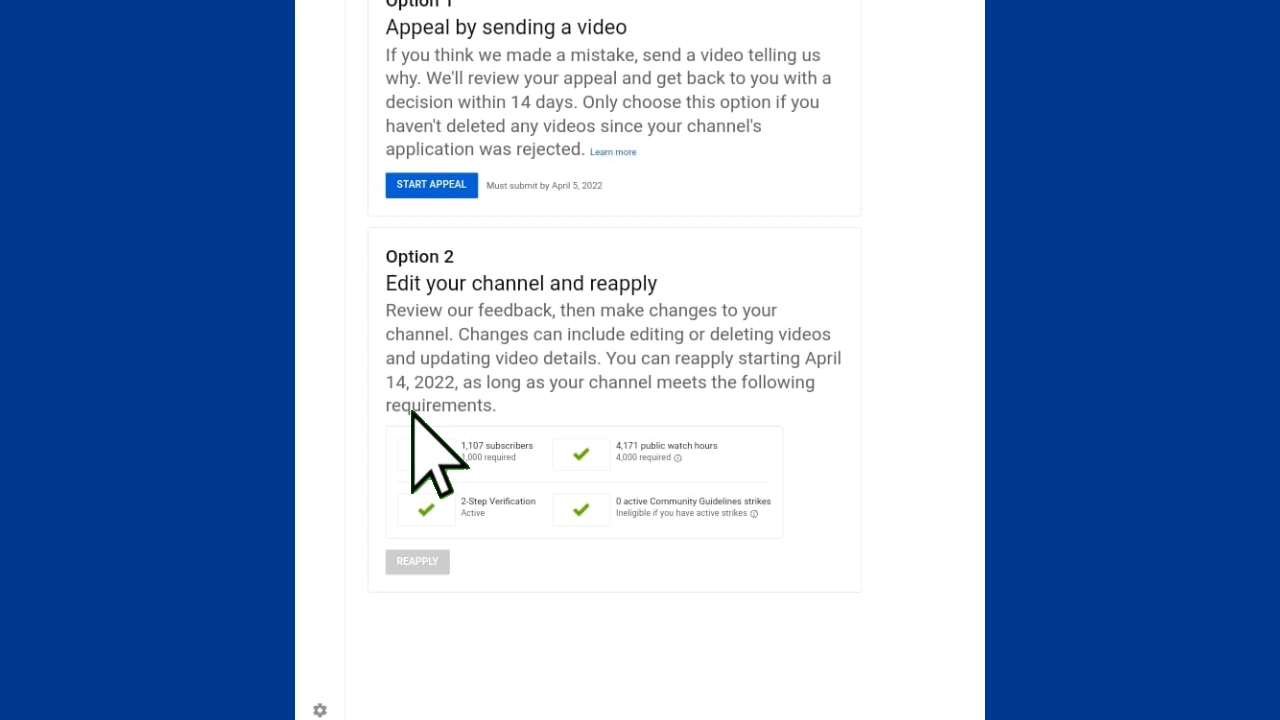 Option 1
Appeal by sending a video
If you think we made a mistake, send a video telling us
why. We'll review your appeal and get back to you with a
decision within 14 days. Only choose this option if you
haven't deleted any videos since your channel's
application was rejected. Learn more
START APPEAL Must submit by April 5, 2022
Option 2
Edit your channel and reapply
Review our feedback, then make changes to your
channel. Changes can include editing or deleting videos
and updating video details. You can reapply starting April
14, 2022, as long as your channel meets the following
requirements.
1,107 subscribers
1,000 required
4,171 public watch hours
4,000 required
2-Step Verification
Active
0 active Community Guidelines strikes
Ineligible if you have active strikes
REAPPLY